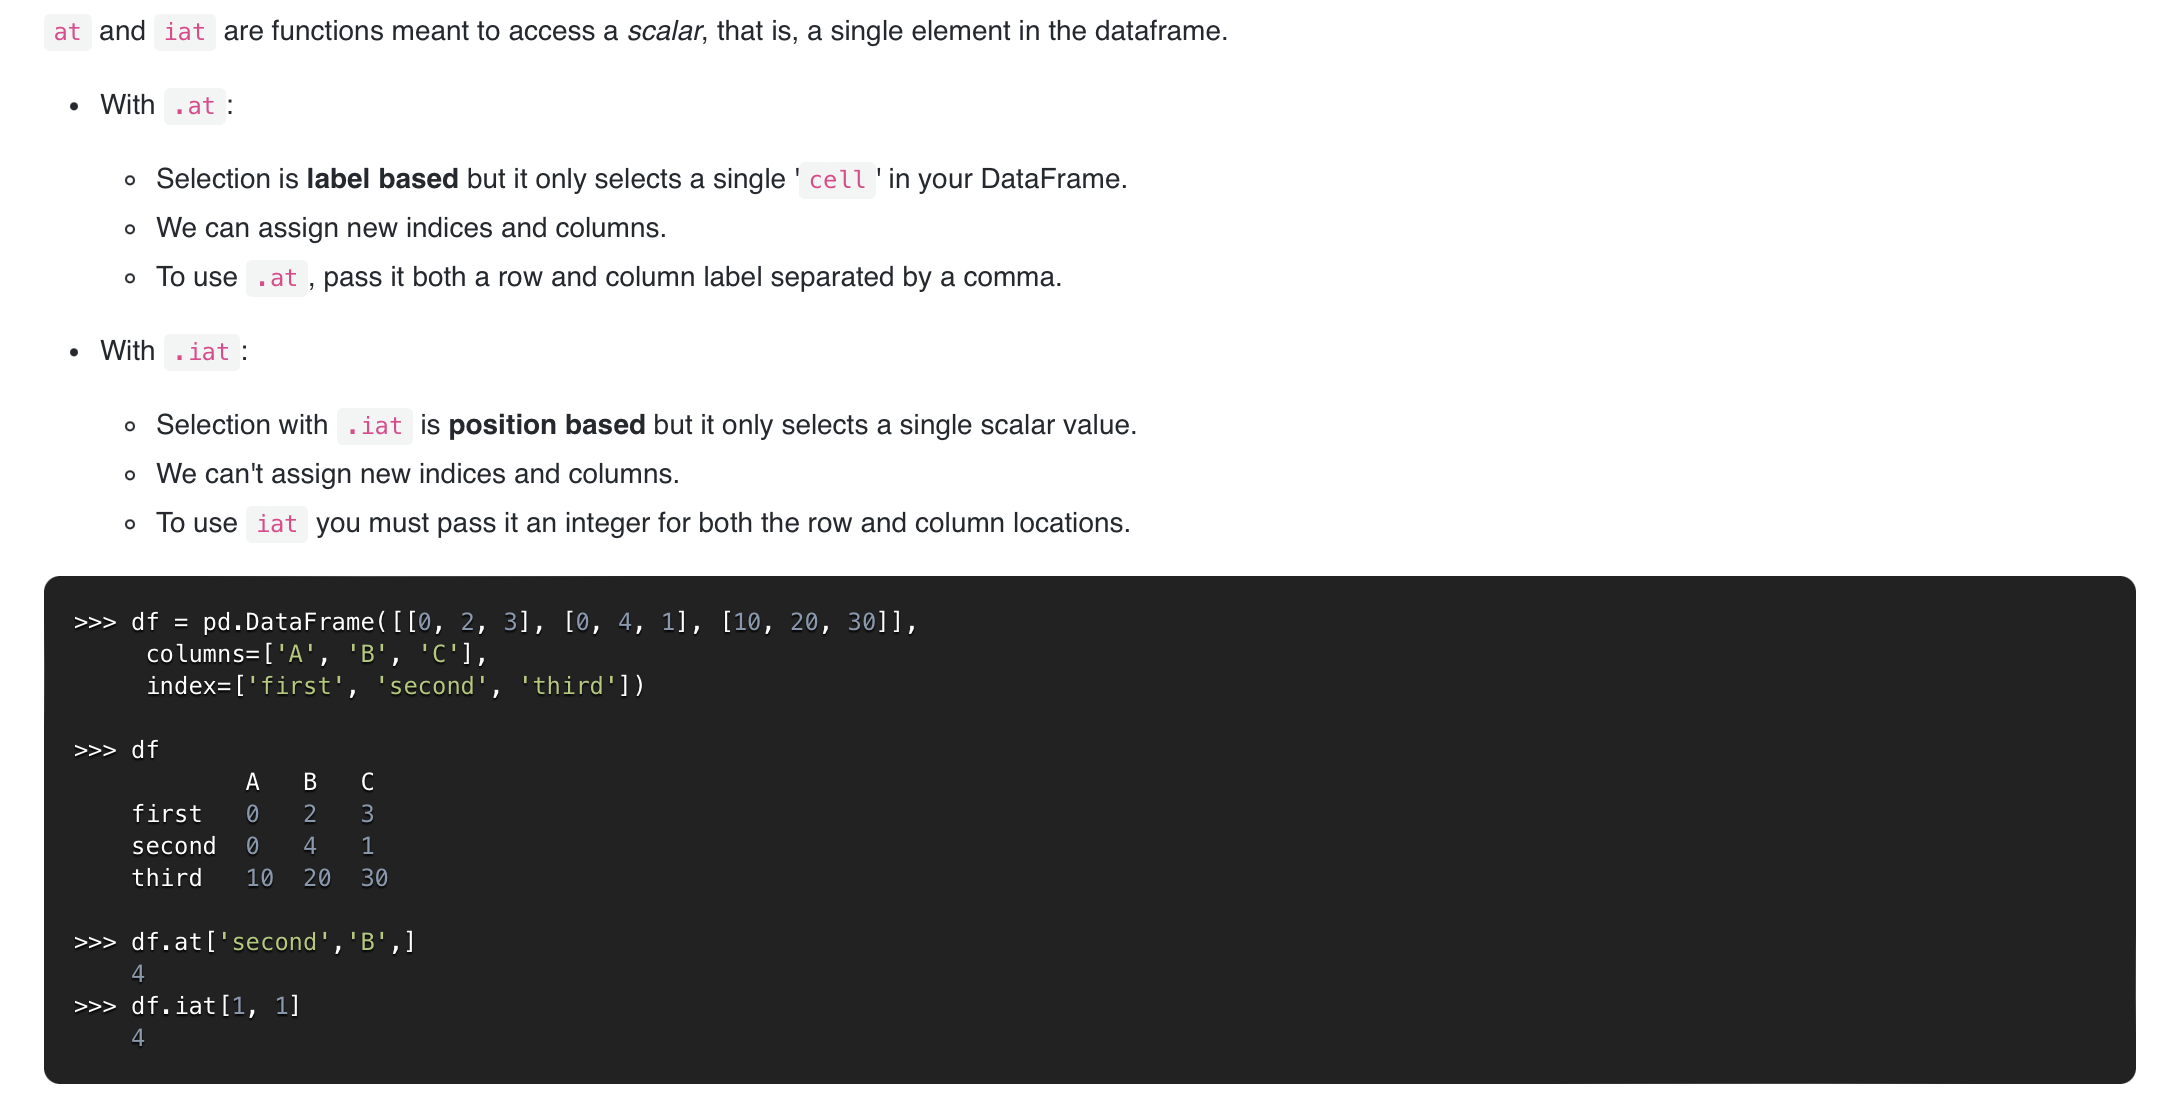 at and iat are functions meant to access a scalar, that is, a single element in the dataframe.
With .at:
Selection is label based but it only selects a single 'cell' in your DataFrame.
We can assign new indices and columns.
To use .at, pass it both a row and column label separated by a comma.
With .iat:
Selection with .iat is position based but it only selects a single scalar value.
We can't assign new indices and columns.
To use iat you must pass it an integer for both the row and column locations.
>>> df = pd.DataFrame([[0, 2, 3], [0, 4, 1], [10, 20, 30]],
     columns=['A', 'B', 'C'],
     index=['first', 'second', 'third'])
>>> df
            A   B   C
    first   0   2   3
    second  0   4   1
    third   10  20  30
>>> df.at['second','B',]
    4
>>> df.iat[1, 1]
    4